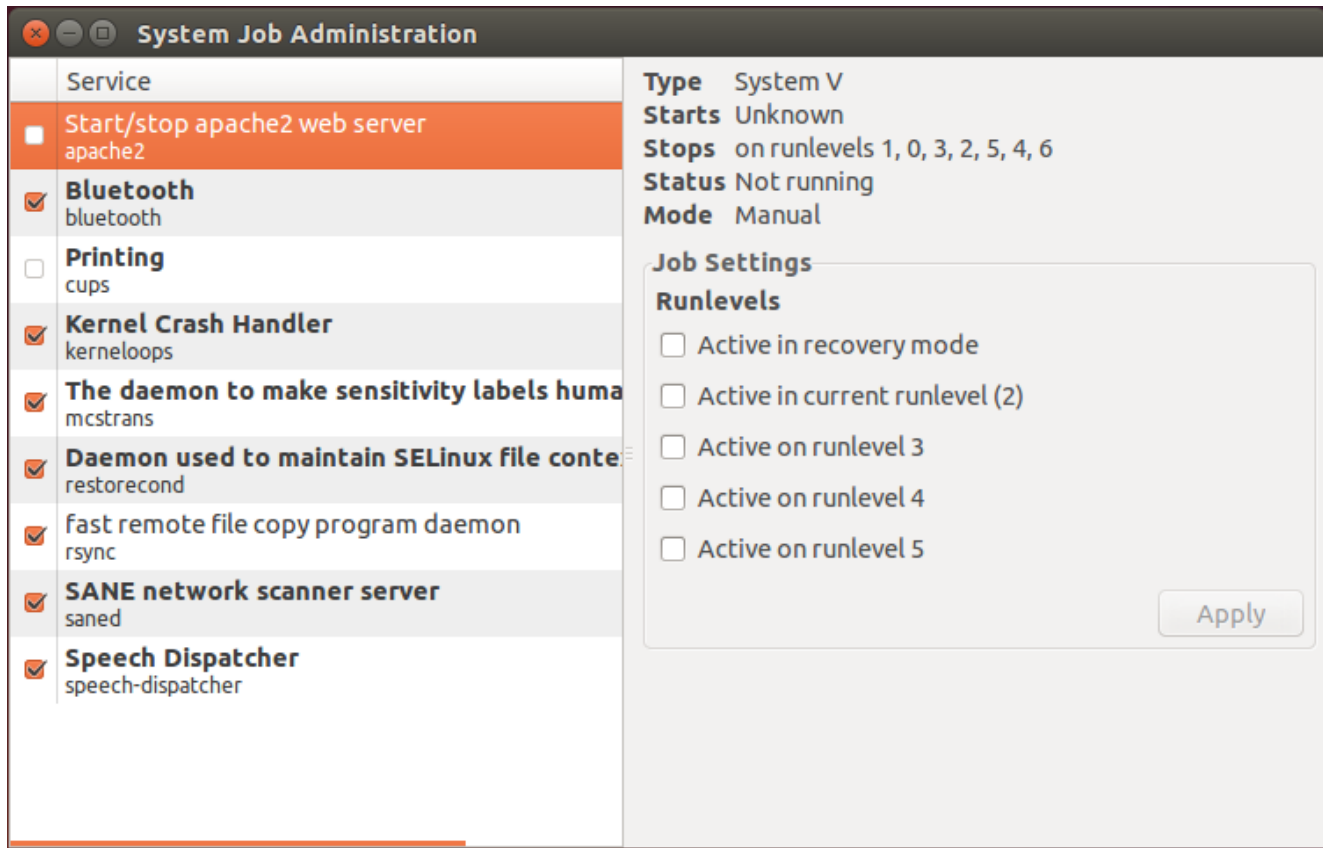 System Job Administration
Service
Start/stop apache2 web server
apache2
Bluetooth
bluetooth
Printing
cups
Kernel Crash Handler
kerneloops
The daemon to make sensitivity labels huma
mcstrans
Daemon used to maintain SELinux file conte
restorecond
fast remote file copy program daemon
rsync
SANE network scanner server
saned
Speech Dispatcher
speech-dispatcher
Type System V
Starts Unknown
Stops on runlevels 1, 0, 3, 2, 5, 4, 6
Status Not running
Mode Manual
Job Settings
Runlevels
Active in recovery mode
Active in current runlevel (2)
Active on runlevel 3
Active on runlevel 4
Active on runlevel 5
Apply